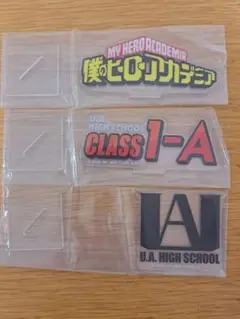 MY HERO ACADEMIA
僕のヒーローアカデミア
U.A.
HIGH SCHOOL
CLASS 1-A
UA
U.A. HIGH SCHOOL